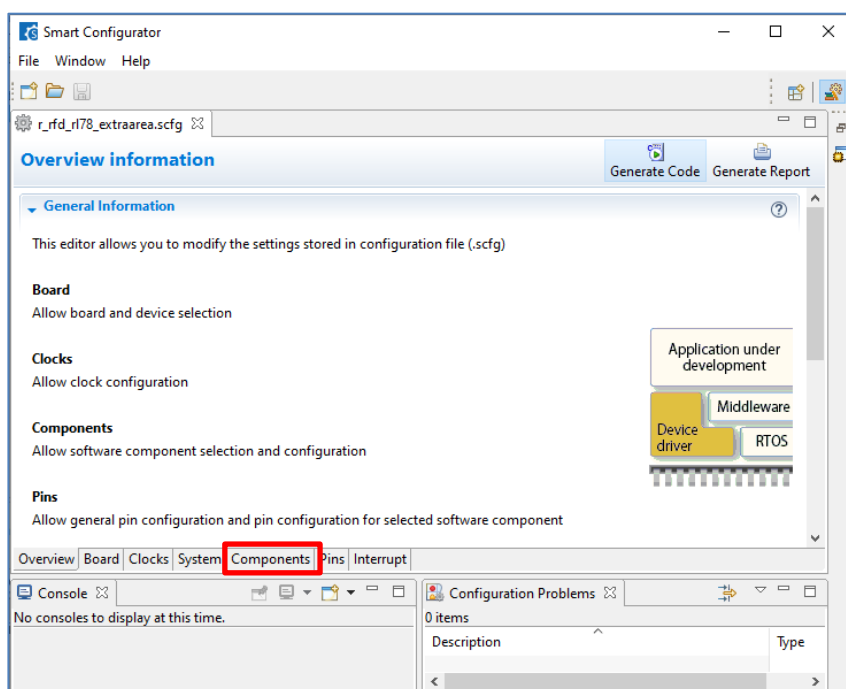 Smart Configurator
File Window Help
r_rfd_rl78_extraarea.scfg
Overview information
Generate Code Generate Report
General Information
This editor allows you to modify the settings stored in configuration file (.scfg)
Board
Allow board and device selection
Clocks
Allow clock configuration
Components
Allow software component selection and configuration
Pins
Allow general pin configuration and pin configuration for selected software component
Application under
development
Middleware
Device
driver
RTOS
Overview Board Clocks System Components Pins Interrupt
Console
No consoles to display at this time.
Configuration Problems
0 items
Description Type